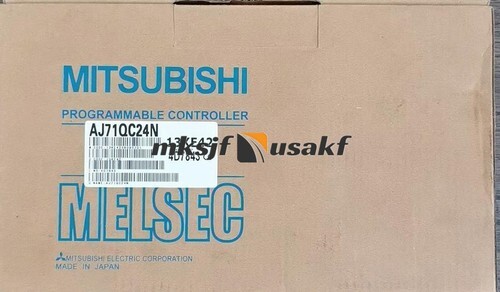 MITSUBISHI
PROGRAMMABLE CONTROLLER
AJ71QC24N
mksjf usakf
MELSEC
MITSUBISHI ELECTRIC CORPORATION
MADE IN JAPAN